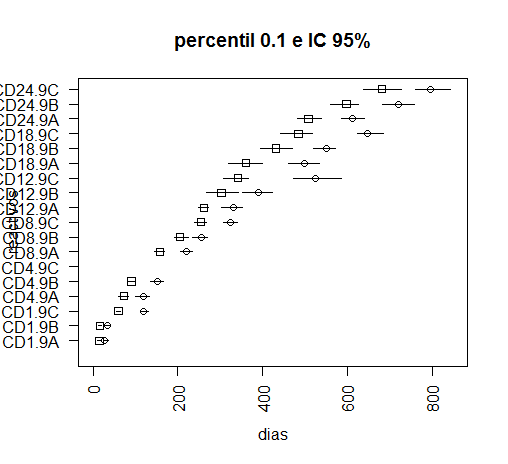 percentil 0.1 e IC 95%
CD24.9C
CD24.9B
CD24.9A
CD18.9C
CD18.9B
CD18.9A
CD12.9C
CD12.9B
CD12.9A
CD8.9C
CD8.9B
CD8.9A
CD4.9C
CD4.9B
CD4.9A
CD1.9C
CD1.9B
CD1.9A
0
200
400
600
800
dias